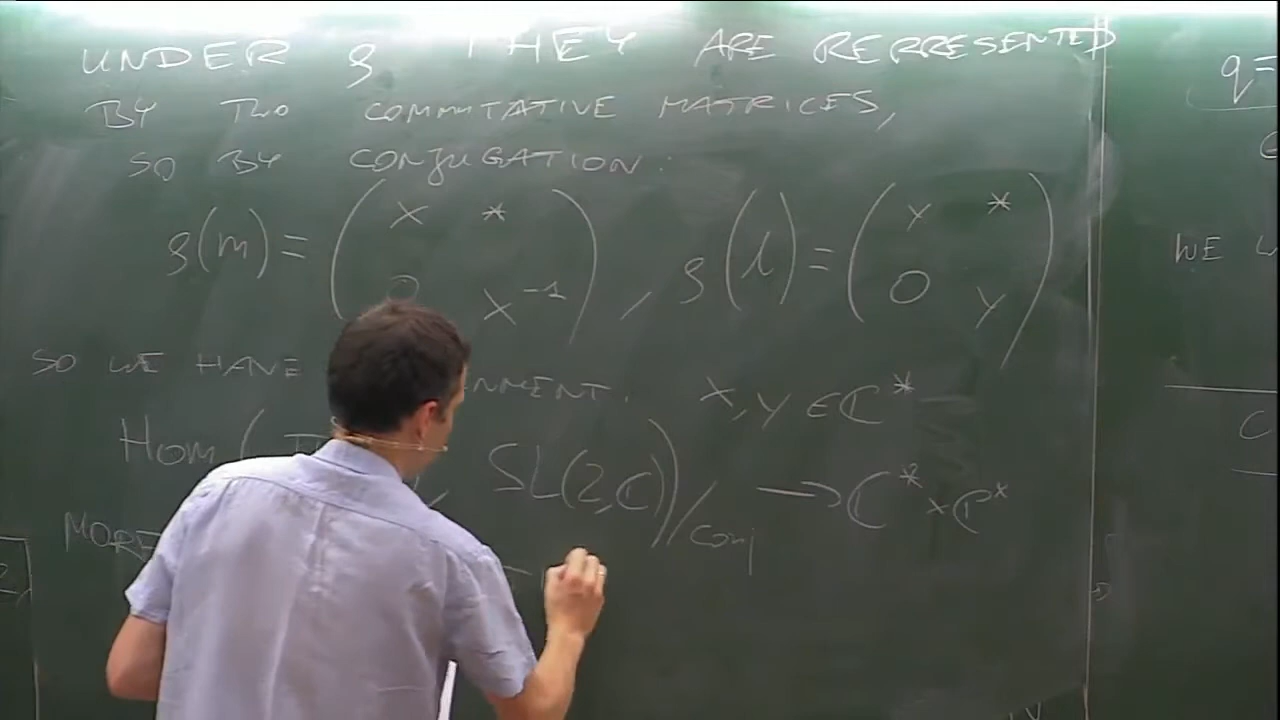 UNDER ρ THEY ARE REPRESENTED
BY TWO COMMUTATIVE MATRICES,
SO BY CONJUGATION:
ρ(m) = ( x * 0 x⁻¹ ) , ρ(l) = ( y * 0 y )
SO WE HAVE NMENT. x, y ∈ ℂ*
Hom( , SL(2,ℂ))/conj → ℂ* × ℂ*
MORE
q=
WE
C